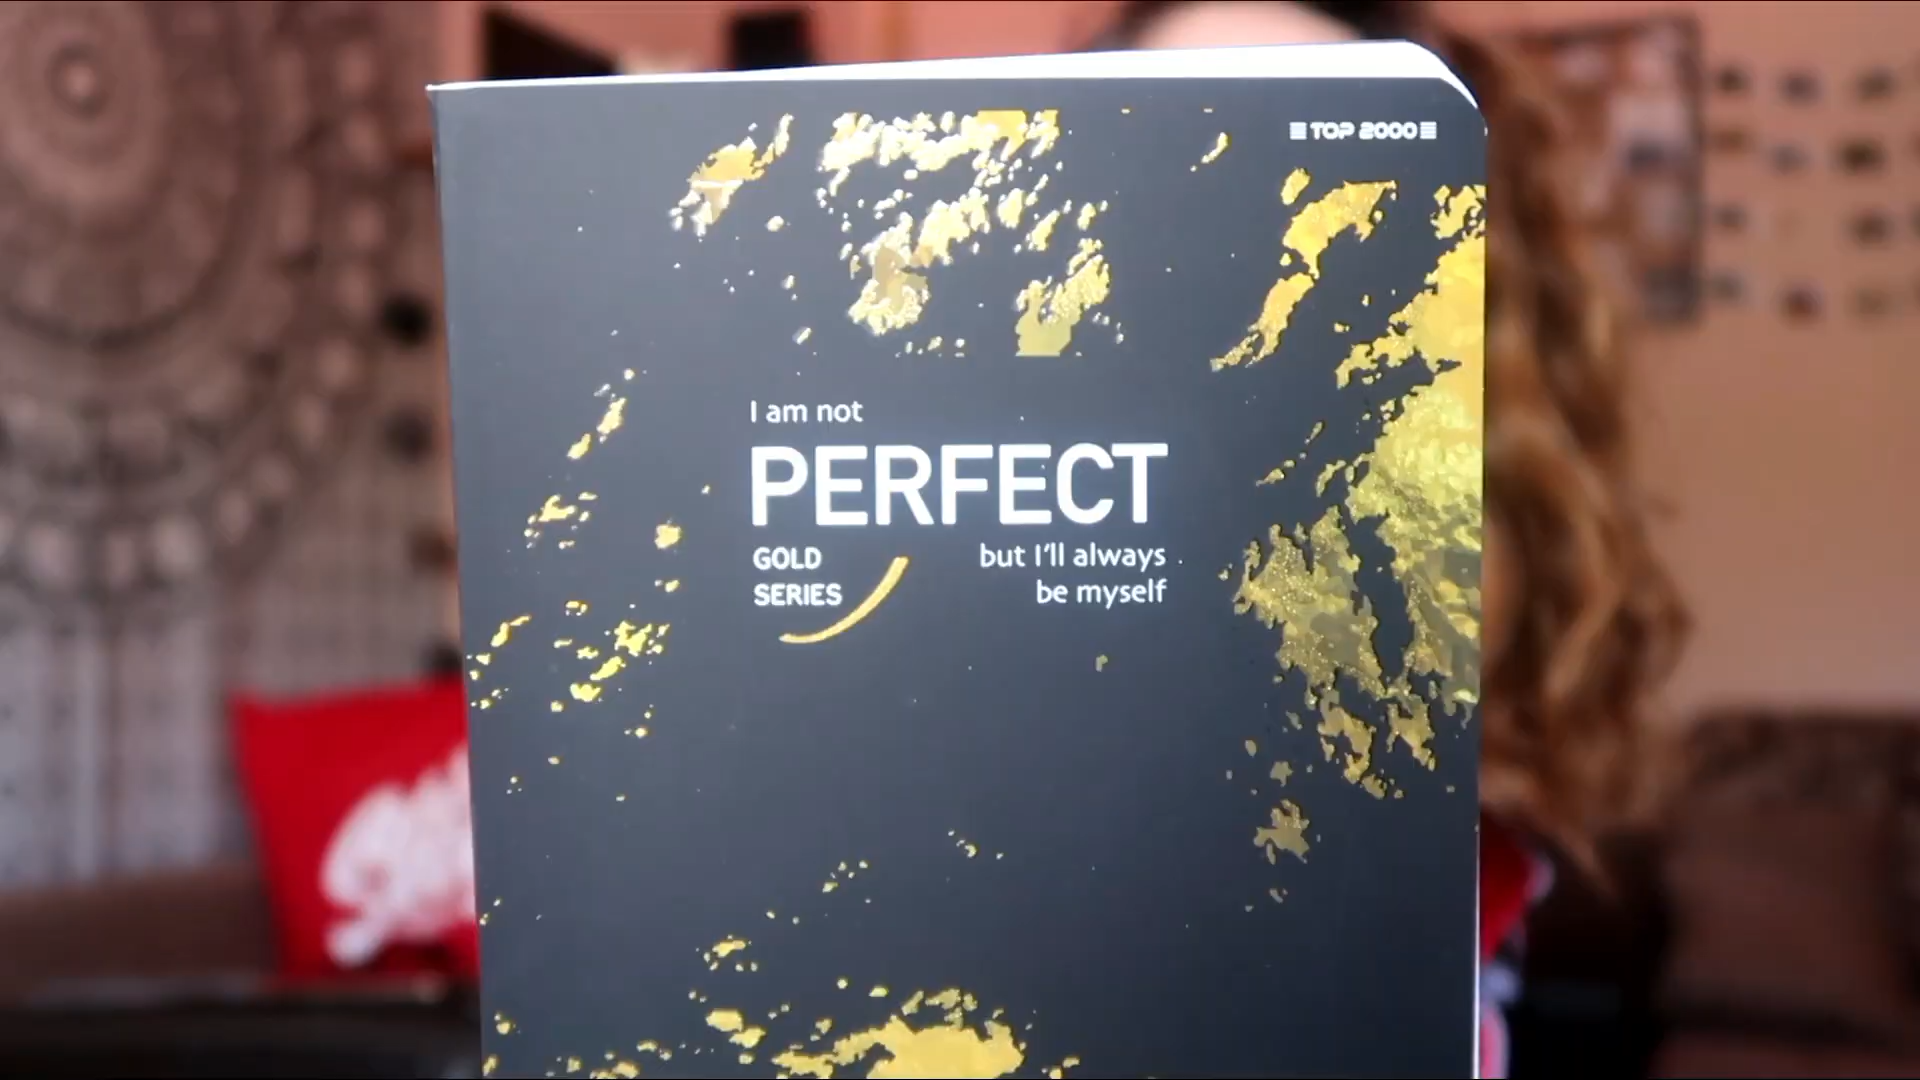 TOP 2000
I am not
PERFECT
GOLD
SERIES
but I'll always
be myself